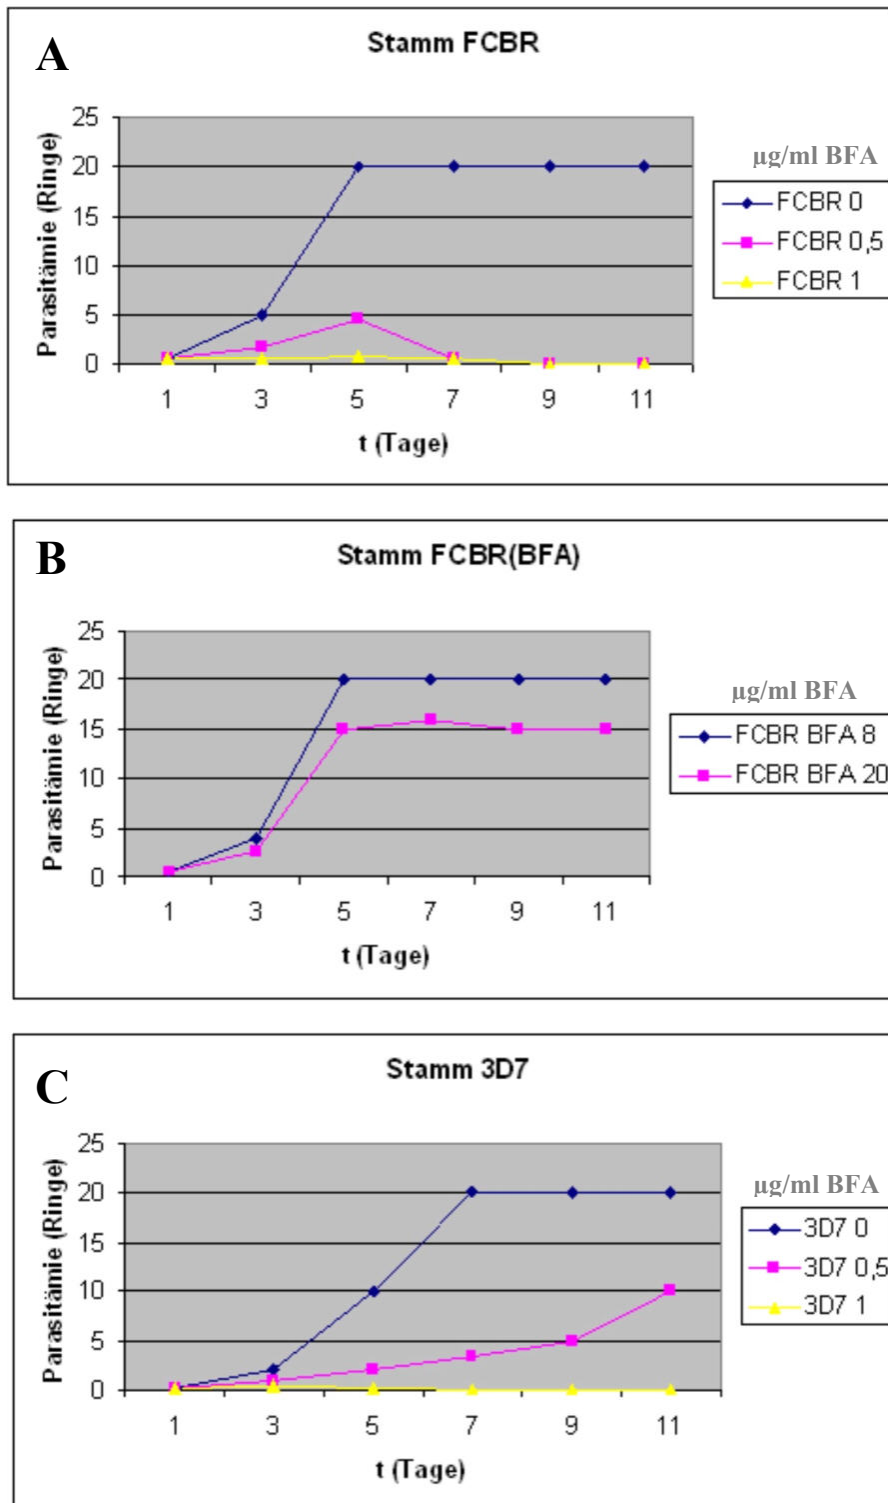 A
Stamm FCBR
25
20
15
10
5
0
Parasitämie (Ringe)
1 3 5 7 9 11
t (Tage)
µg/ml BFA
FCBR 0
FCBR 0,5
FCBR 1
B
Stamm FCBR(BFA)
25
20
15
10
5
0
Parasitämie (Ringe)
1 3 5 7 9 11
t (Tage)
µg/ml BFA
FCBR BFA 8
FCBR BFA 20
C
Stamm 3D7
25
20
15
10
5
0
Parasitämie (Ringe)
1 3 5 7 9 11
t (Tage)
µg/ml BFA
3D7 0
3D7 0,5
3D7 1